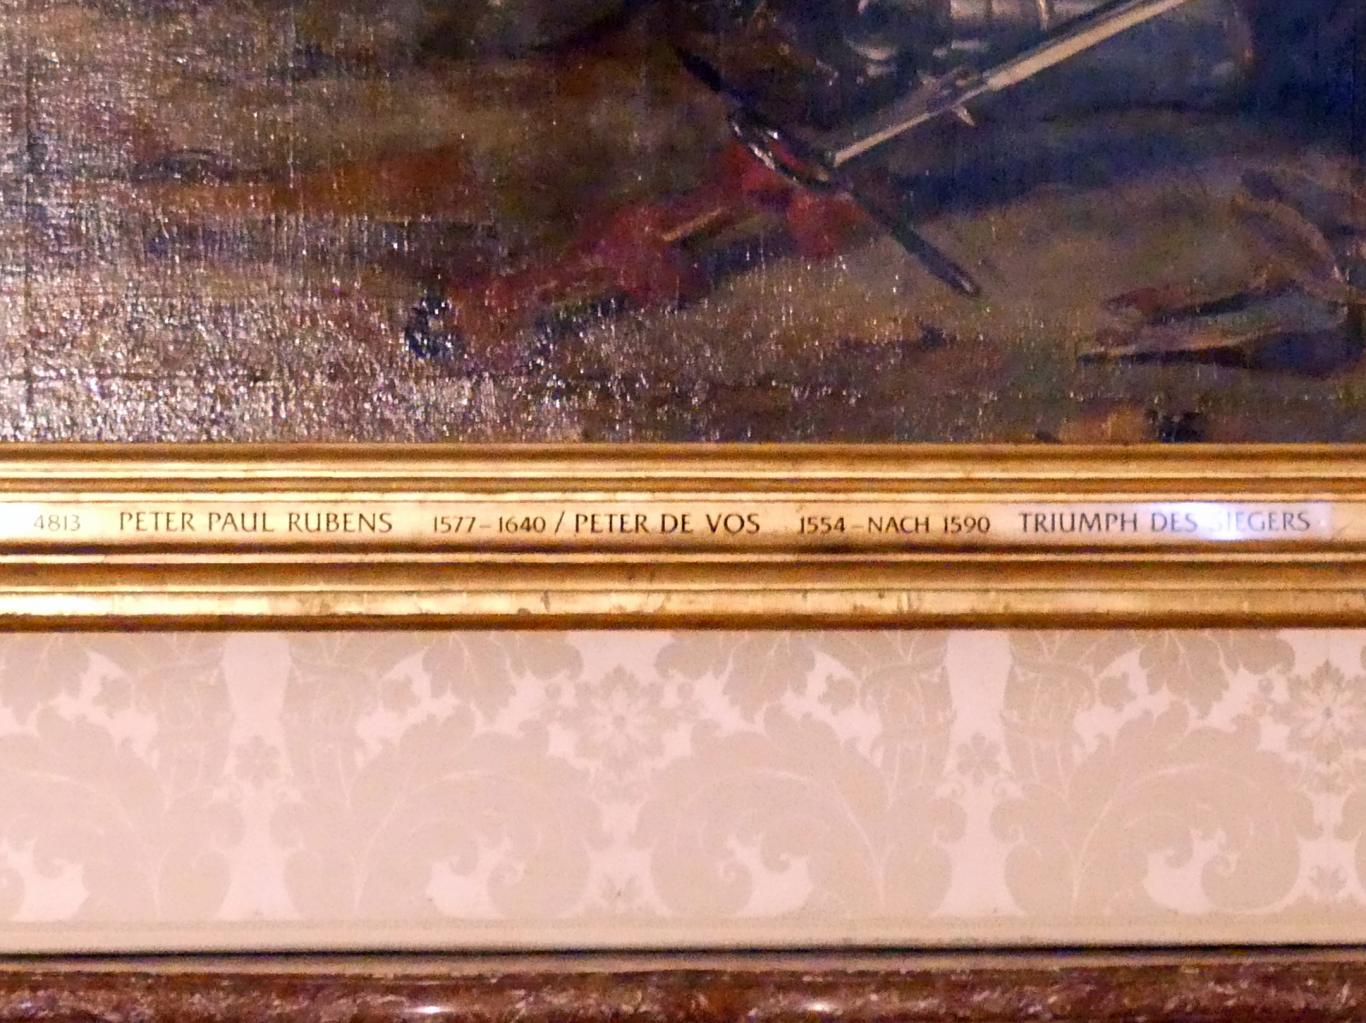 4813 PETER PAUL RUBENS 1577–1640 / PETER DE VOS 1554–NACH 1590 TRIUMPH DES SIEGERS